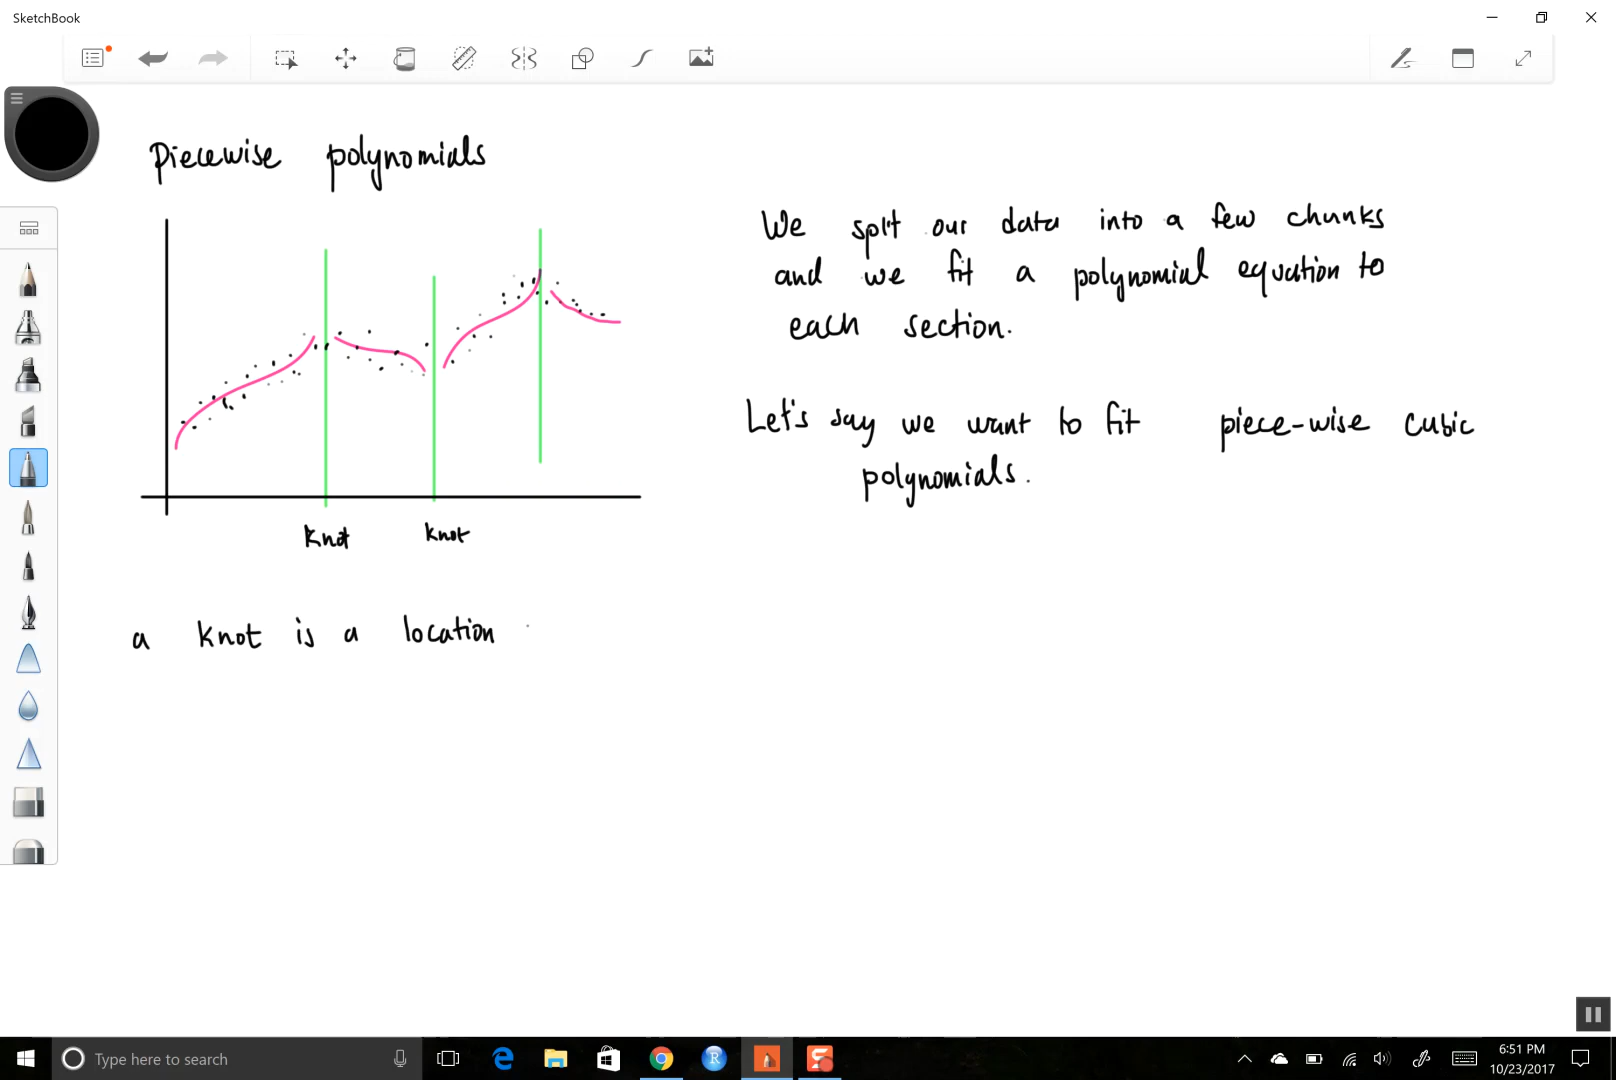 SketchBook
Piecewise polynomials
We split our data into a few chunks
and we fit a polynomial equation to
each section.
Let's say we want to fit piece-wise cubic
polynomials.
knot knot
a knot is a location
Type here to search
6:51 PM
10/23/2017